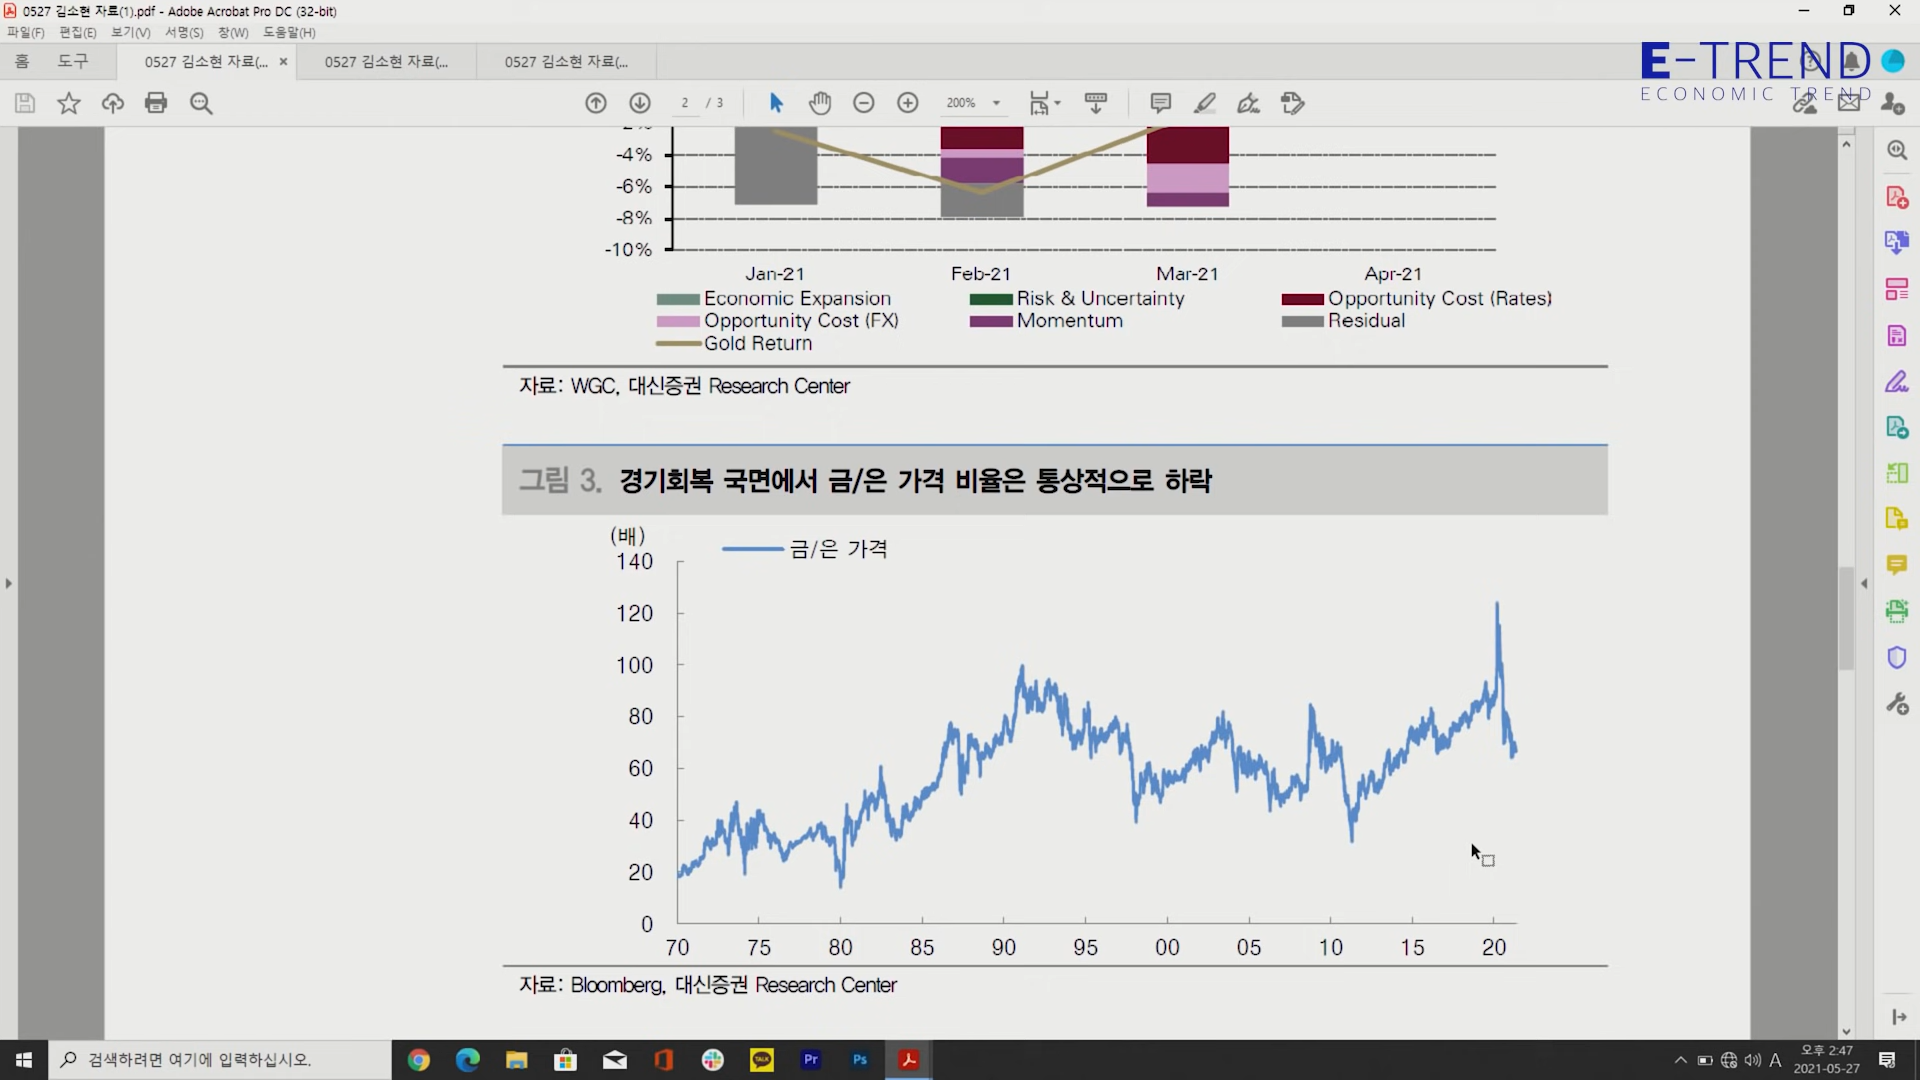 0527 김소현 자료(1).pdf - Adobe Acrobat Pro DC (32-bit)
파일(F) 편집(E) 보기(V) 서명(S) 창(W) 도움말(H)
홈 도구 0527 김소현 자료(... × 0527 김소현 자료(... 0527 김소현 자료(...
E-TREND
ECONOMIC TREND
2 / 3 200%
-4%
-6%
-8%
-10%
Jan-21 Feb-21 Mar-21 Apr-21
Economic Expansion Risk & Uncertainty Opportunity Cost (Rates)
Opportunity Cost (FX) Momentum Residual
Gold Return
자료: WGC, 대신증권 Research Center
그림 3. 경기회복 국면에서 금/은 가격 비율은 통상적으로 하락
(배)
금/은 가격
140
120
100
80
60
40
20
0
70 75 80 85 90 95 00 05 10 15 20
자료: Bloomberg, 대신증권 Research Center
검색하려면 여기에 입력하십시오.
TALK
Pr
Ps
A
오후 2:47
2021-05-27